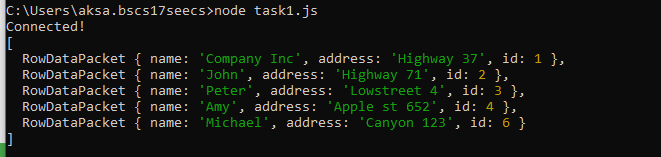 C:\Users\aksa.bscs17seecs>node task1.js
Connected!
[
  RowDataPacket { name: 'Company Inc', address: 'Highway 37', id: 1 },
  RowDataPacket { name: 'John', address: 'Highway 71', id: 2 },
  RowDataPacket { name: 'Peter', address: 'Lowstreet 4', id: 3 },
  RowDataPacket { name: 'Amy', address: 'Apple st 652', id: 4 },
  RowDataPacket { name: 'Michael', address: 'Canyon 123', id: 6 }
]